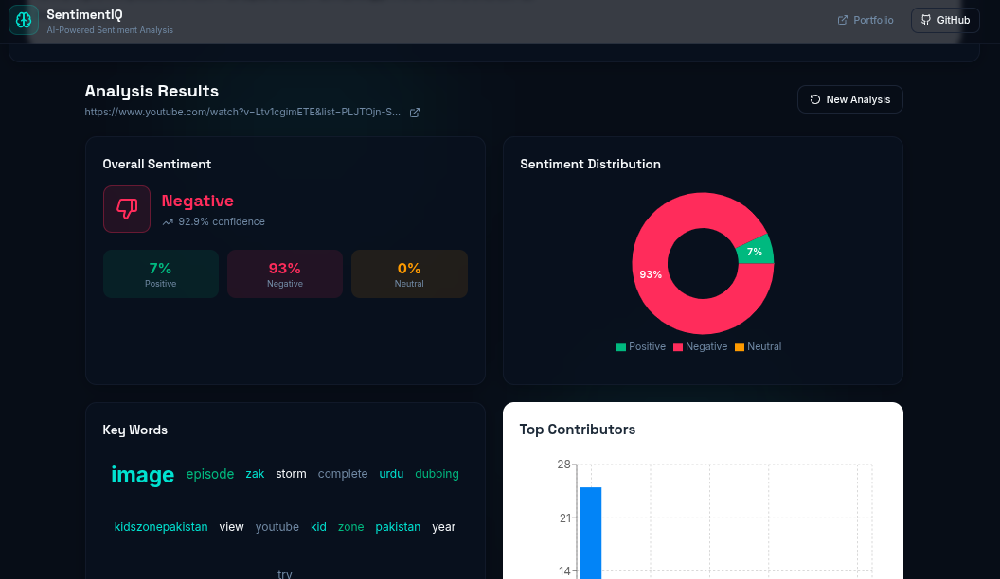 SentimentIQ
AI-Powered Sentiment Analysis
Portfolio
GitHub
Analysis Results
https://www.youtube.com/watch?v=Ltv1cgimETE&list=PLJTOjn-S...
New Analysis
Overall Sentiment
Negative
92.9% confidence
7%
Positive
93%
Negative
0%
Neutral
Sentiment Distribution
7%
93%
Positive Negative Neutral
Key Words
image episode zak storm complete urdu dubbing
kidszonepakistan view youtube kid zone pakistan year
try
Top Contributors
28
21
14